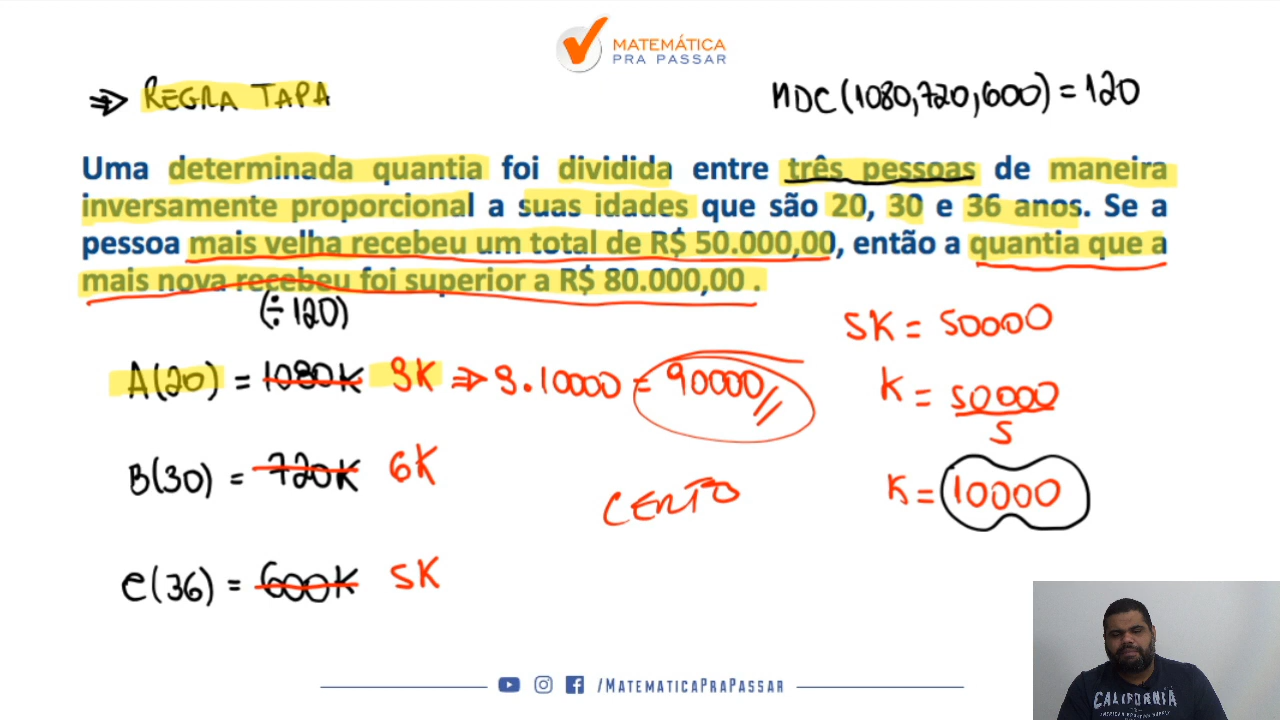 MATEMÁTICA
PRA PASSAR
⇒ REGRA TAPA
MDC(1080,720,600) = 120
Uma determinada quantia foi dividida entre três pessoas de maneira
inversamente proporcional a suas idades que são 20, 30 e 36 anos. Se a
pessoa mais velha recebeu um total de R$ 50.000,00, então a quantia que a
mais nova recebeu foi superior a R$ 80.000,00 .
(÷120)
A(20) = 1080K 9K ⇒ 9.10000 = 90000//
B(30) = 720K 6K
C(36) = 600K 5K
5K = 50000
K = 50000
5
K = 10000
CERTO
CALIFORNIA
/MatematicaPraPassar